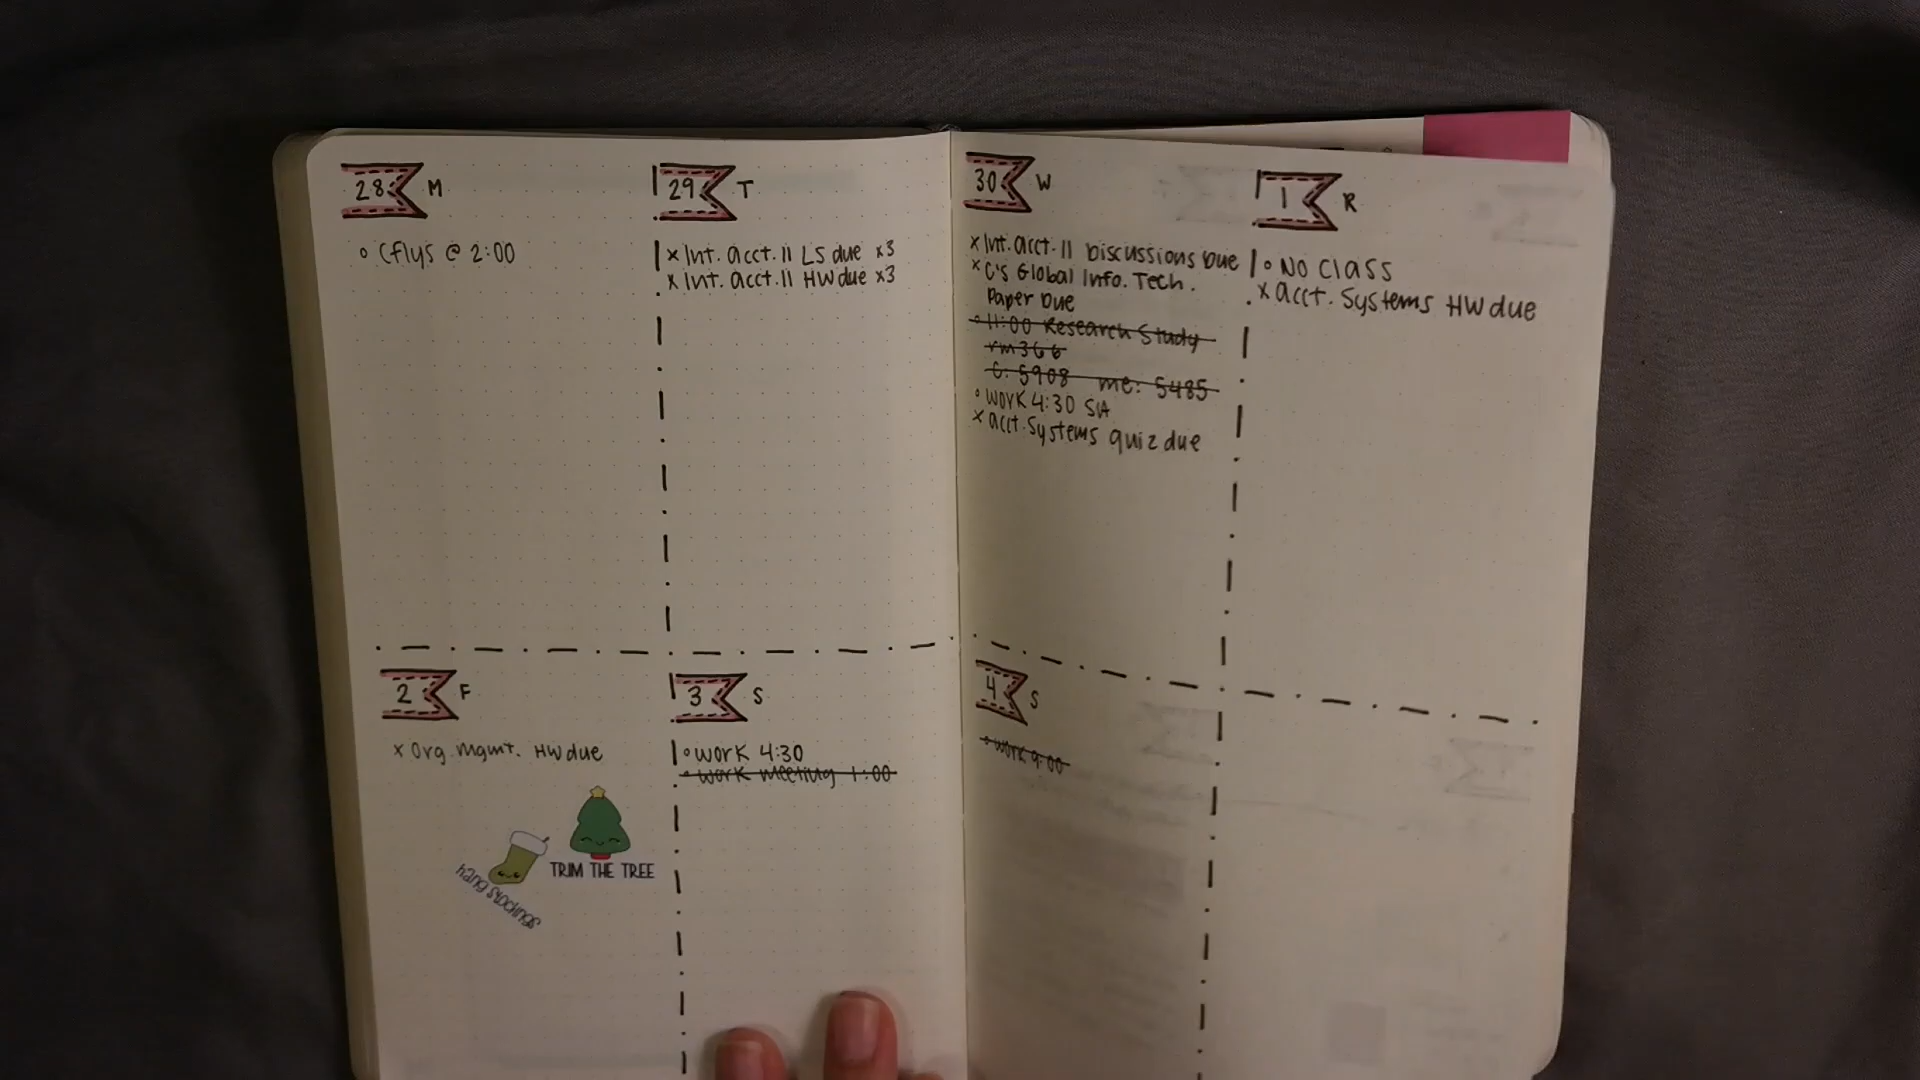 28 M
o Cflys @ 2:00
29 T
x Int. acct. II LS due x3
x Int. acct. II HW due x3
30 W
x Int. acct. II Discussions Due
x C's Global Info. Tech.
Paper Due
o 11:00 Research Study
rm 366
C: 5908 me: 5485
o work 4:30 SIA
x acct. Systems quiz due
1 R
o No class
x acct. Systems HW due
2 F
x Org. mgmt. HW due
TRIM THE TREE
hang stockings
3 S
o work 4:30
o work meeting 1:00
4 S
o work 9:00